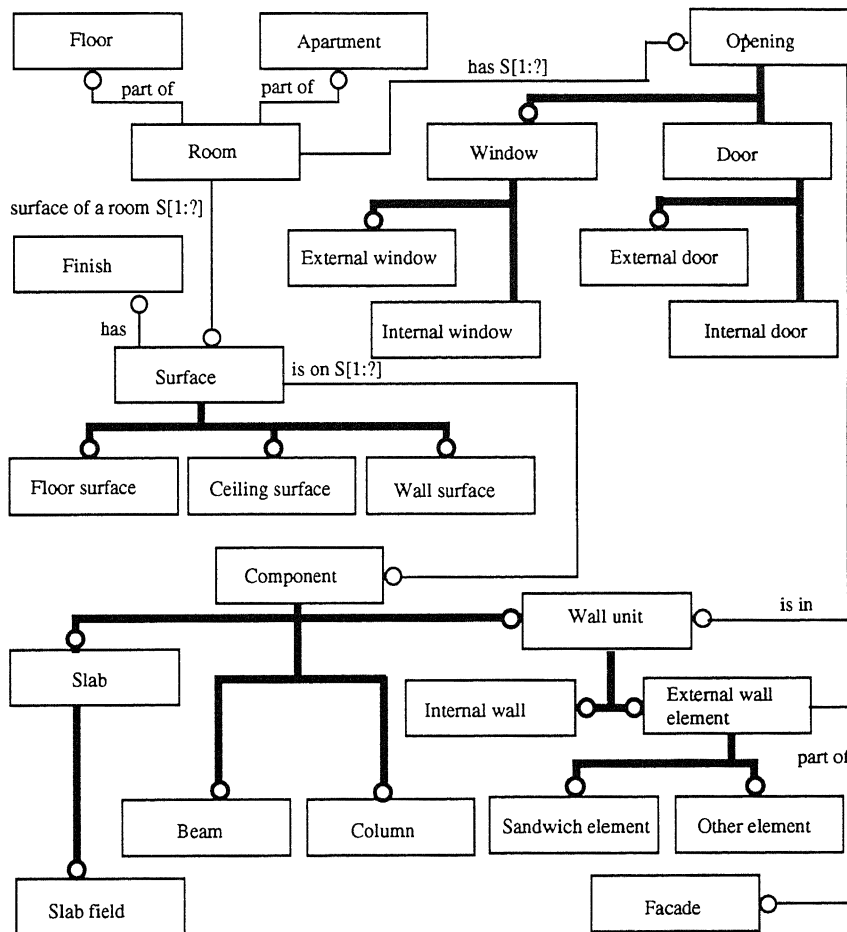 Floor
Apartment
Opening
has S[1:?]
part of
part of
Room
Window
Door
surface of a room S[1:?]
External window
External door
Finish
Internal window
Internal door
has
Surface
is on S[1:?]
Floor surface
Ceiling surface
Wall surface
Component
Wall unit
is in
Slab
Internal wall
External wall
element
part of
Beam
Column
Sandwich element
Other element
Slab field
Facade